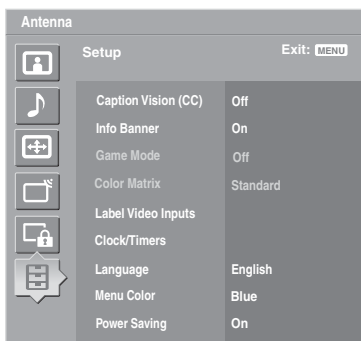 Antenna
Setup Exit: MENU
Caption Vision (CC) Off
Info Banner On
Game Mode Off
Color Matrix Standard
Label Video Inputs
Clock/Timers
Language English
Menu Color Blue
Power Saving On